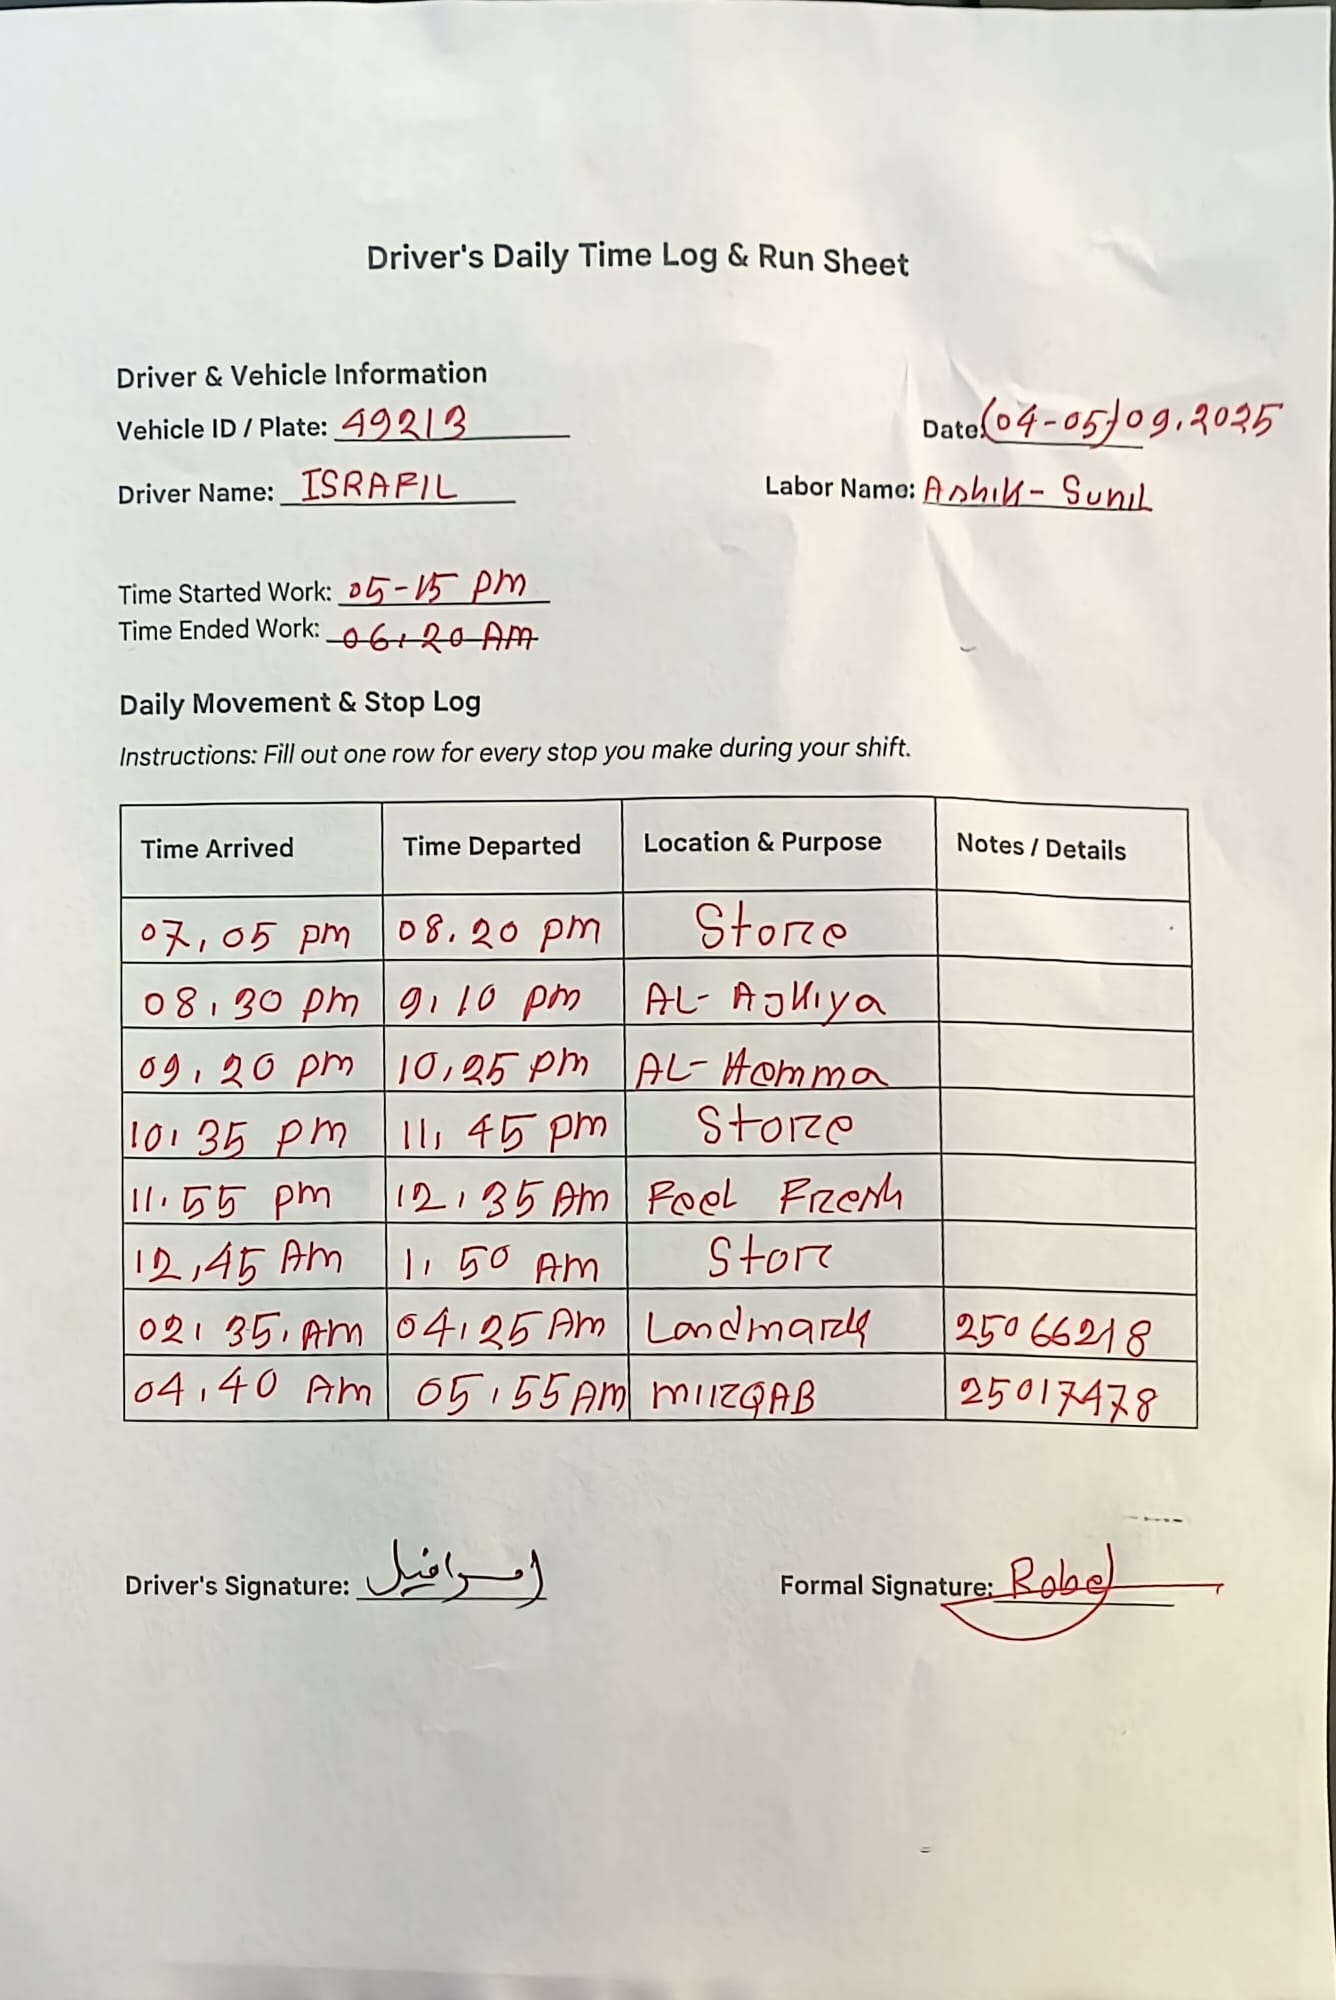 Driver's Daily Time Log & Run Sheet
Driver & Vehicle Information
Vehicle ID / Plate: 49213 Date: (04-05)09.2025
Driver Name: ISRAFIL Labor Name: Ashik- Sunil
Time Started Work: 05-15 pm
Time Ended Work: 06.20 AM
Daily Movement & Stop Log
Instructions: Fill out one row for every stop you make during your shift.
Time Arrived Time Departed Location & Purpose Notes / Details
07,05 pm 08.20 pm Store
08,30 pm 9,10 pm AL- Ajkiya
09,20 pm 10,25 pm AL- Homma
10:35 pm 11,45 pm Store
11.55 pm 12,35 Am Feel Fresh
12,45 Am 1,50 Am Stor
02:35, AM 04,25 Am Landmark 25066218
04,40 Am 05,55 AM MIRQAB 25017478
Driver's Signature: إسرافيل Formal Signature: Robel